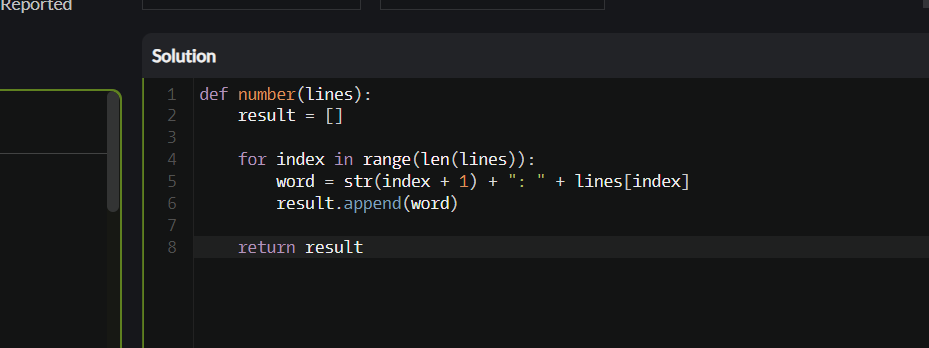 Reported
Solution
1 def number(lines):
2     result = []
3
4     for index in range(len(lines)):
5         word = str(index + 1) + ": " + lines[index]
6         result.append(word)
7
8     return result